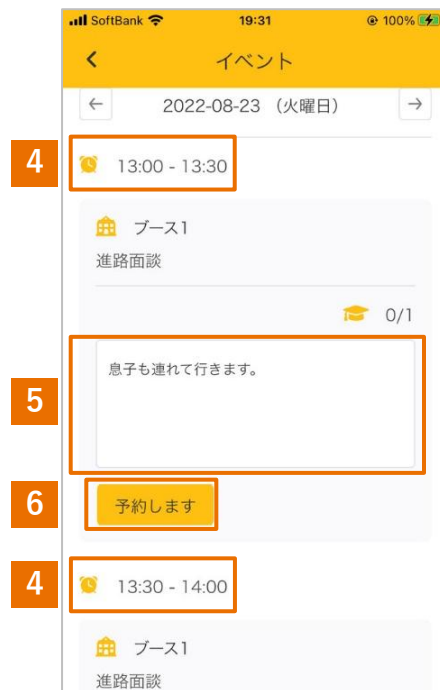 SoftBank 19:31 100%
イベント
← 2022-08-23 (火曜日) →
4 13:00 - 13:30
ブース1
進路面談
0/1
5 息子も連れて行きます。
6 予約します
4 13:30 - 14:00
ブース1
進路面談